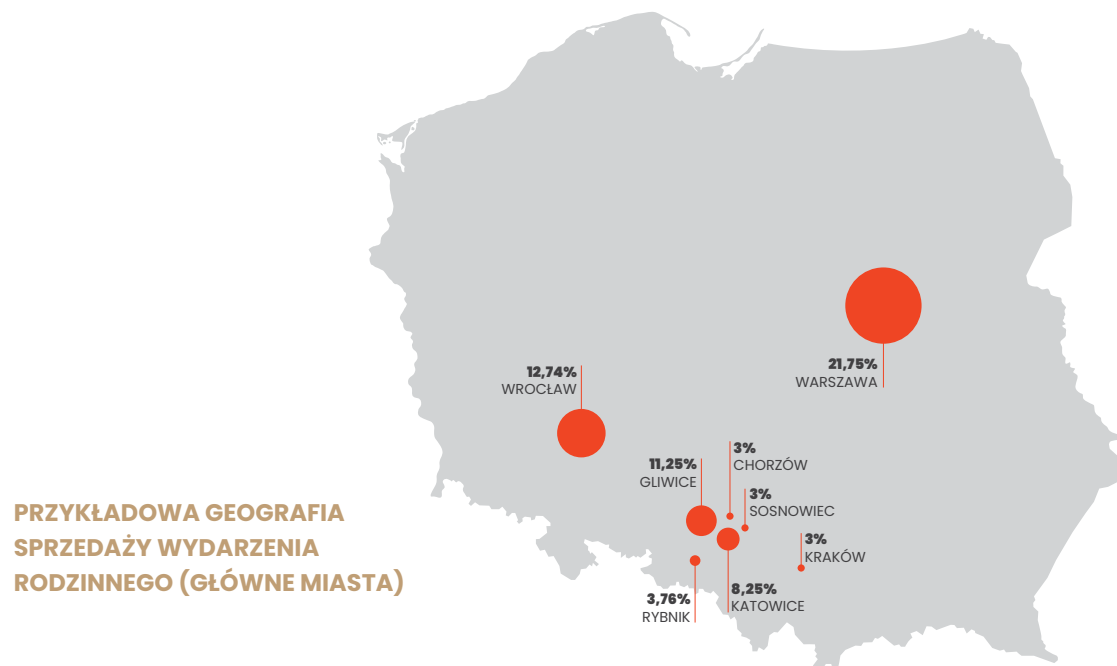 PRZYKŁADOWA GEOGRAFIA
SPRZEDAŻY WYDARZENIA
RODZINNEGO (GŁÓWNE MIASTA)
21,75%
WARSZAWA
12,74%
WROCŁAW
11,25%
GLIWICE
3%
CHORZÓW
3%
SOSNOWIEC
3%
KRAKÓW
8,25%
KATOWICE
3,76%
RYBNIK